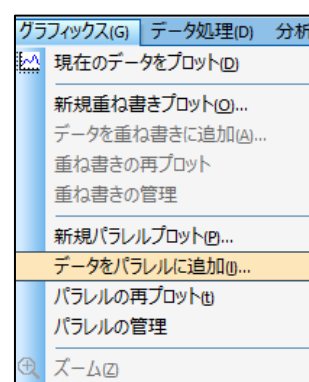 グラフィックス(G) データ処理(D) 分析
現在のデータをプロット(D)
新規重ね書きプロット(O)...
データを重ね書きに追加(A)...
重ね書きの再プロット
重ね書きの管理
新規パラレルプロット(P)...
データをパラレルに追加(I)...
パラレルの再プロット(t)
パラレルの管理
ズーム(Z)